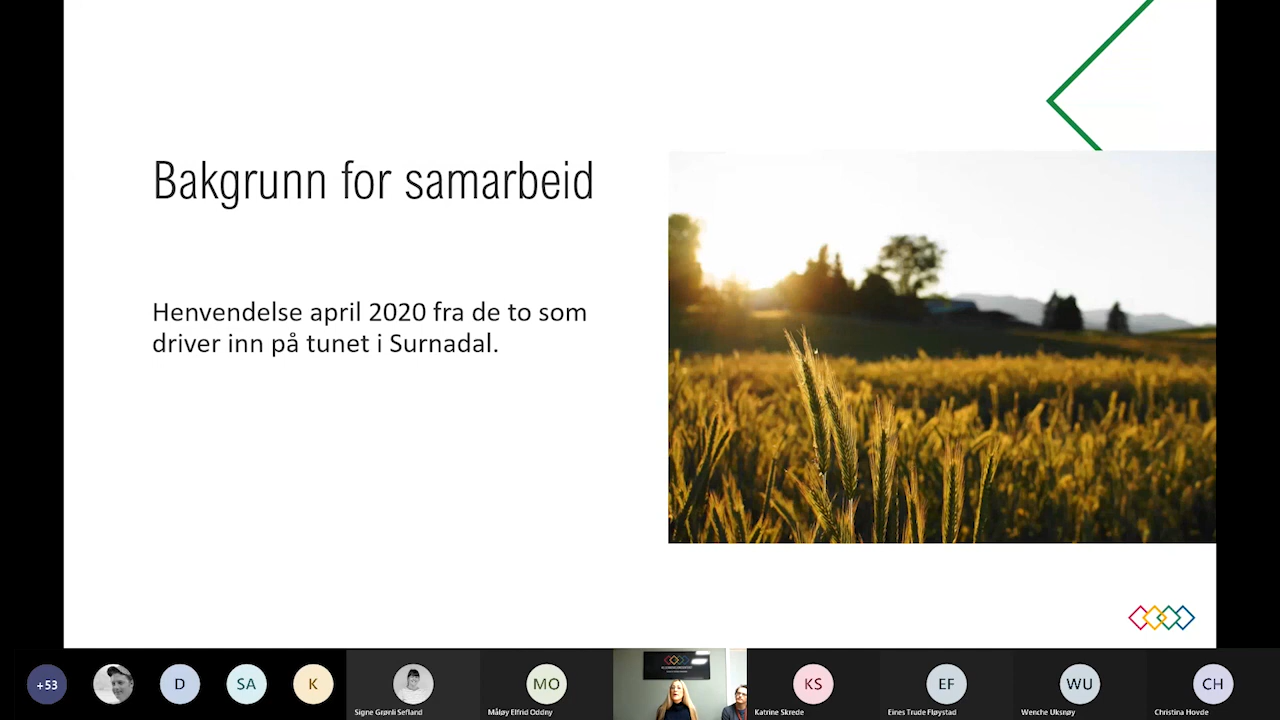 Bakgrunn for samarbeid
Henvendelse april 2020 fra de to som
driver inn på tunet i Surnadal.
+53
D
SA
K
Signe Grønli Sefland
MO
Måløy Elfrid Oddny
KS
Katrine Skrede
EF
Eines Trude Fløystad
WU
Wenche Uksnøy
CH
Christina Hovde